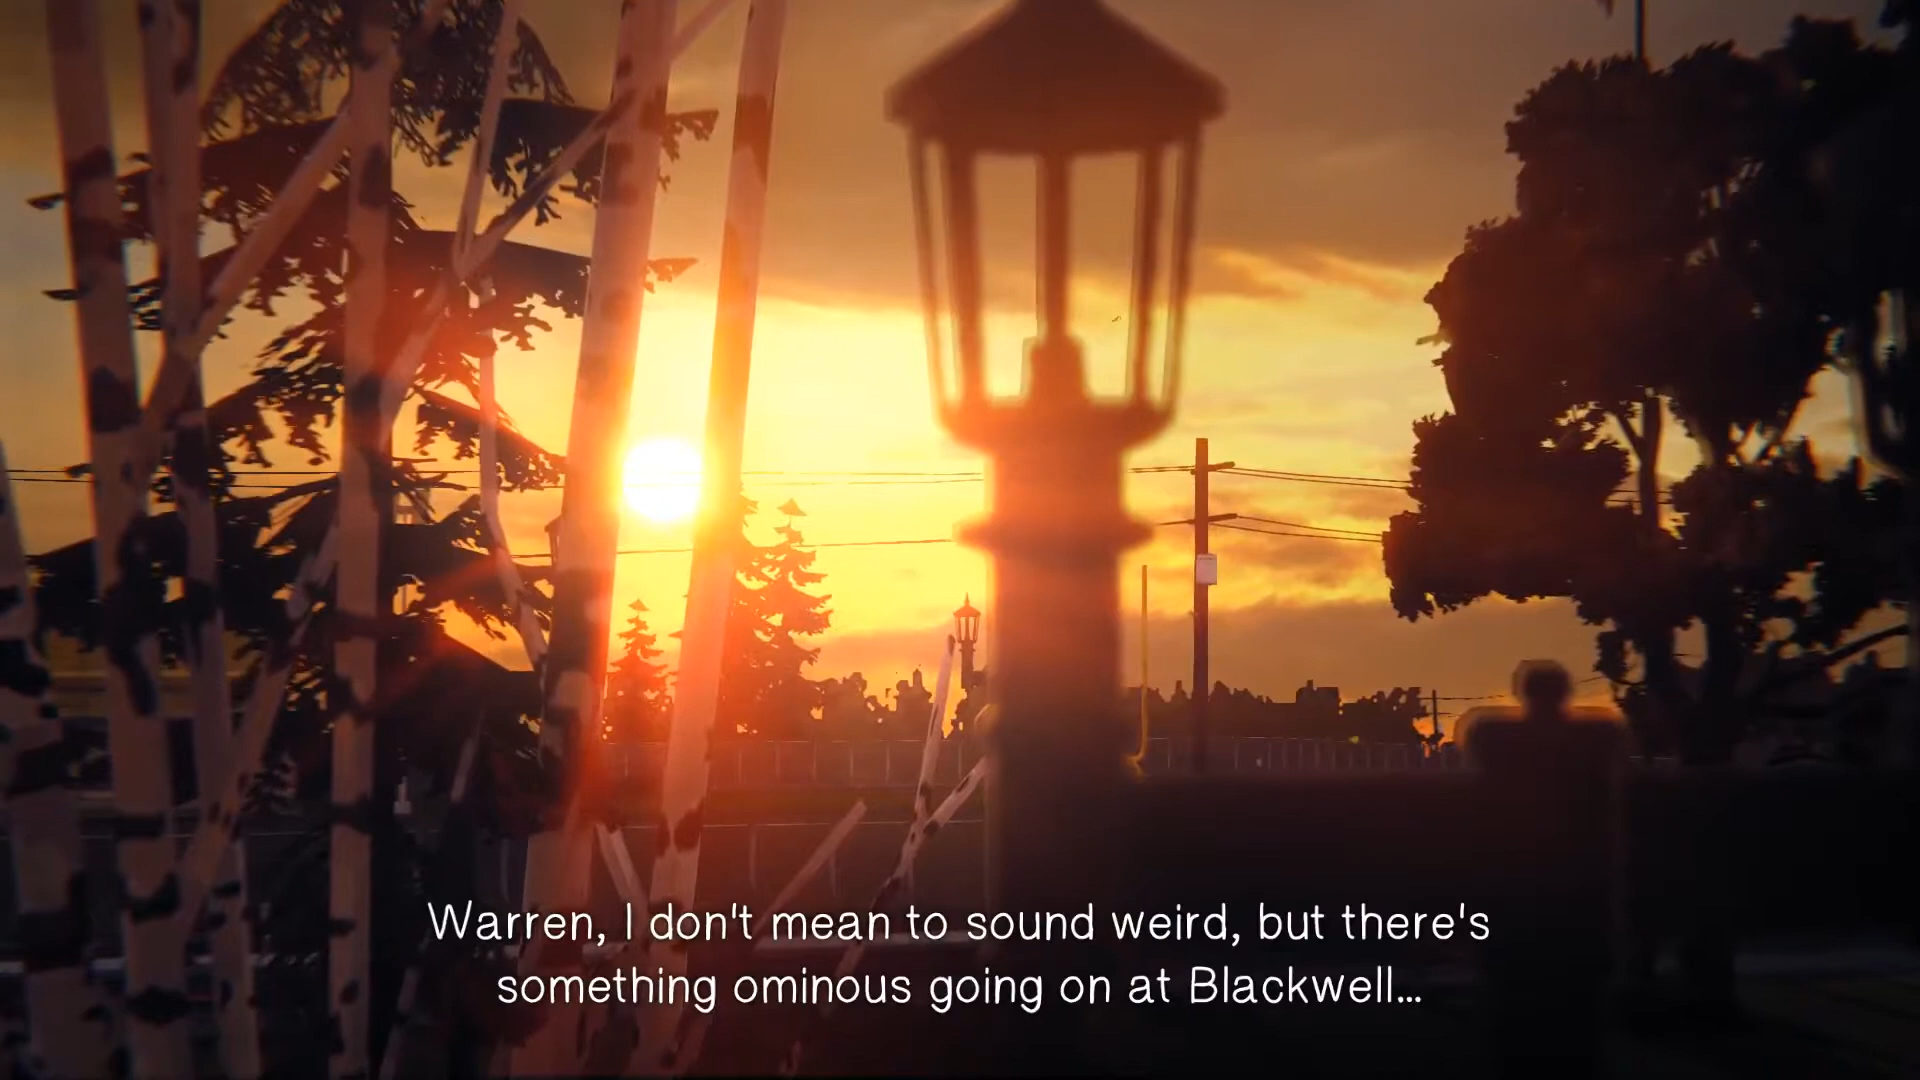 Warren, I don't mean to sound weird, but there's
something ominous going on at Blackwell...